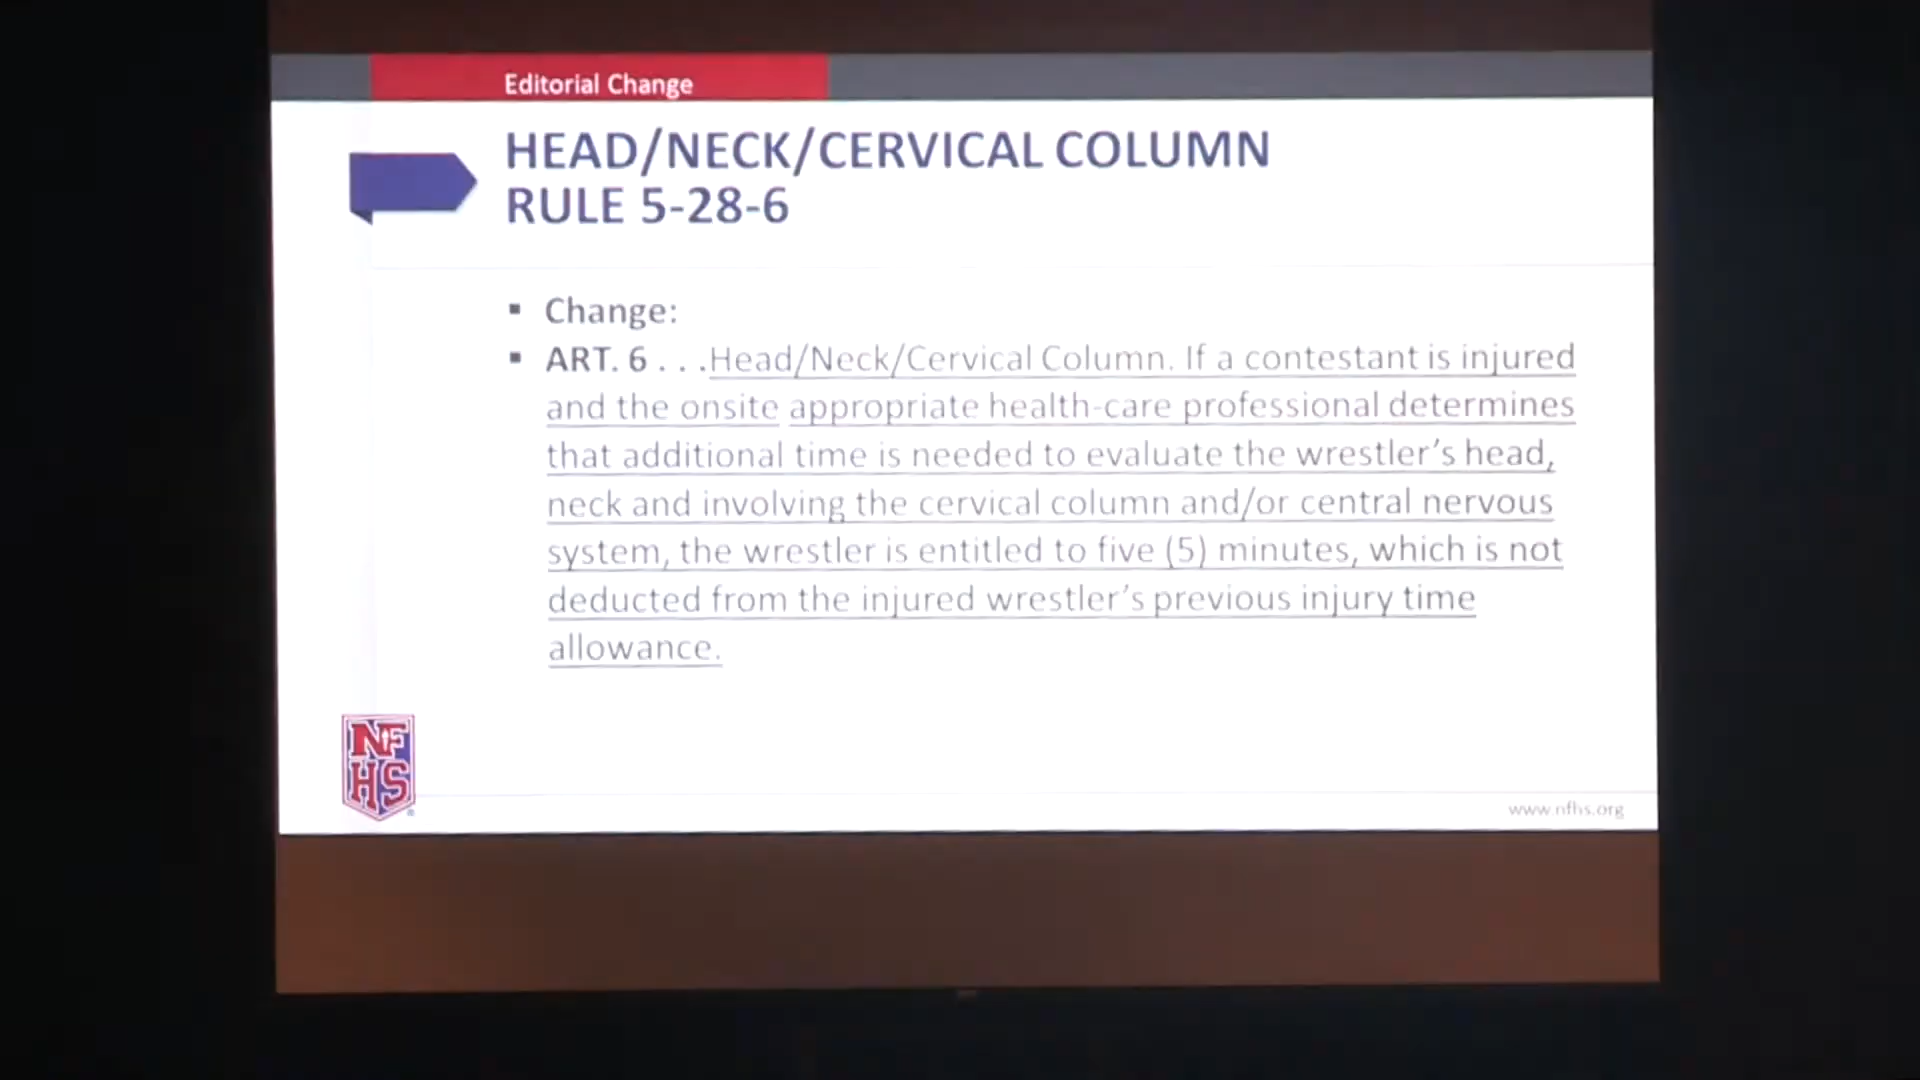 Editorial Change
HEAD/NECK/CERVICAL COLUMN
RULE 5-28-6
▪ Change:
▪ ART. 6 . . .Head/Neck/Cervical Column. If a contestant is injured
and the onsite appropriate health-care professional determines
that additional time is needed to evaluate the wrestler’s head,
neck and involving the cervical column and/or central nervous
system, the wrestler is entitled to five (5) minutes, which is not
deducted from the injured wrestler’s previous injury time
allowance.
NF
HS
www.nfhs.org